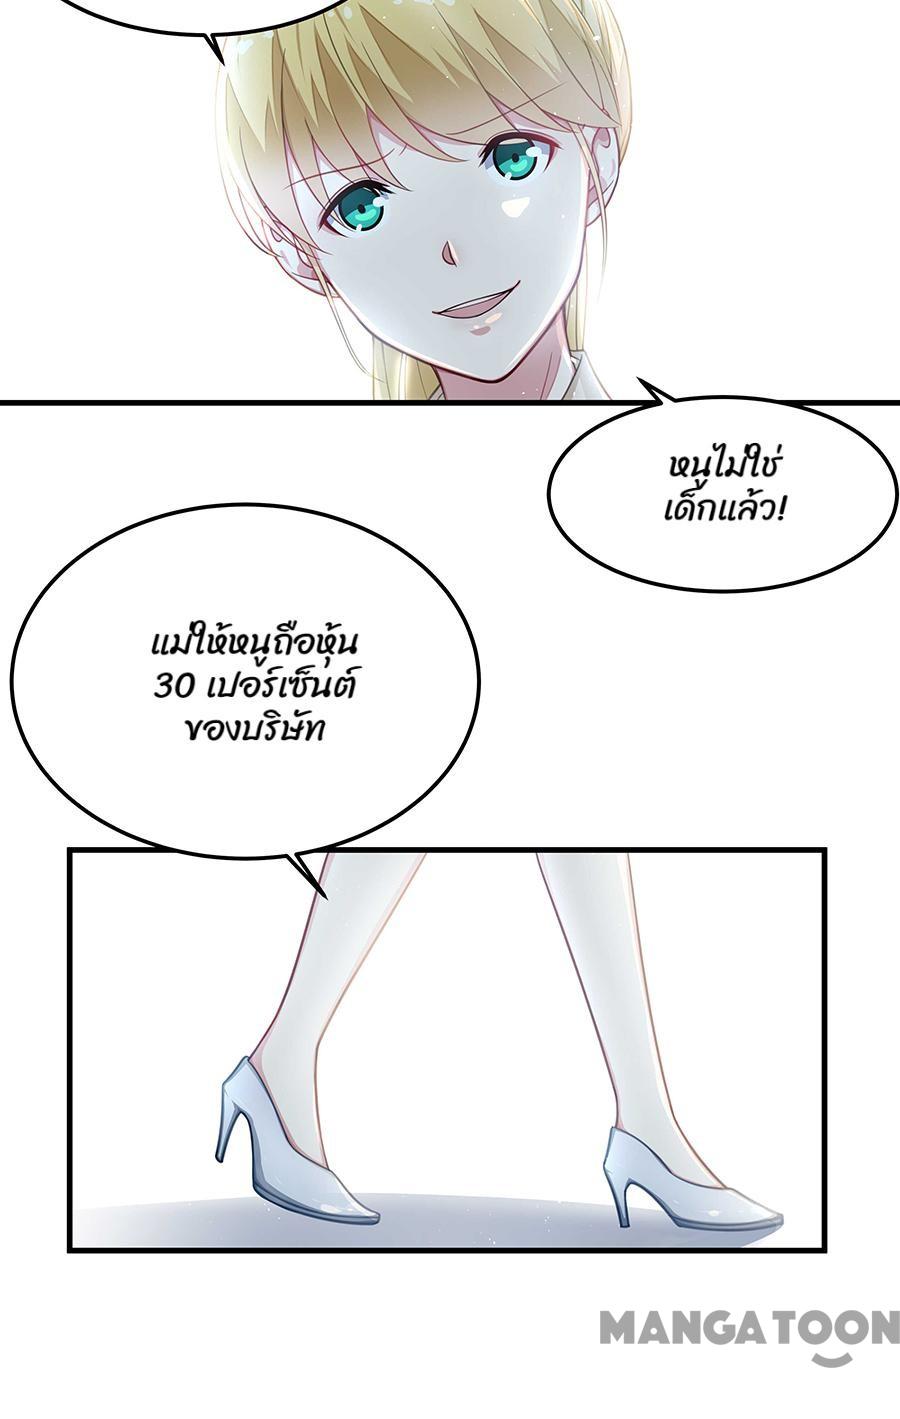 หนูไม่ใช่
เด็กแล้ว!
แม่ให้หนูถือหุ้น
30 เปอร์เซ็นต์
ของบริษัท
MANGATOON